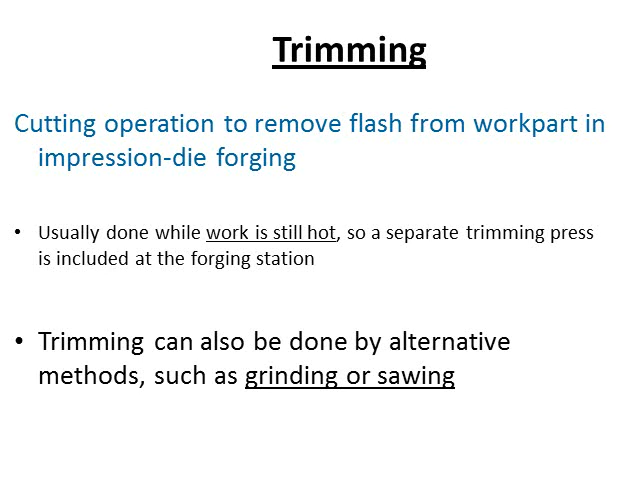 Trimming
Cutting operation to remove flash from workpart in
impression-die forging
• Usually done while work is still hot, so a separate trimming press
is included at the forging station
• Trimming can also be done by alternative
methods, such as grinding or sawing